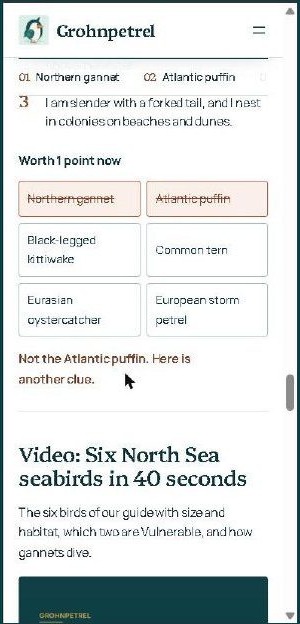 Grohnpetrel
01 Northern gannet 02 Atlantic puffin
3 I am slender with a forked tail, and I nest
in colonies on beaches and dunes.
Worth 1 point now
Northern gannet
Atlantic puffin
Black-legged
kittiwake
Common tern
Eurasian
oystercatcher
European storm
petrel
Not the Atlantic puffin. Here is
another clue.
Video: Six North Sea
seabirds in 40 seconds
The six birds of our guide with size and
habitat, which two are Vulnerable, and how
gannets dive.
GROHNPETREL